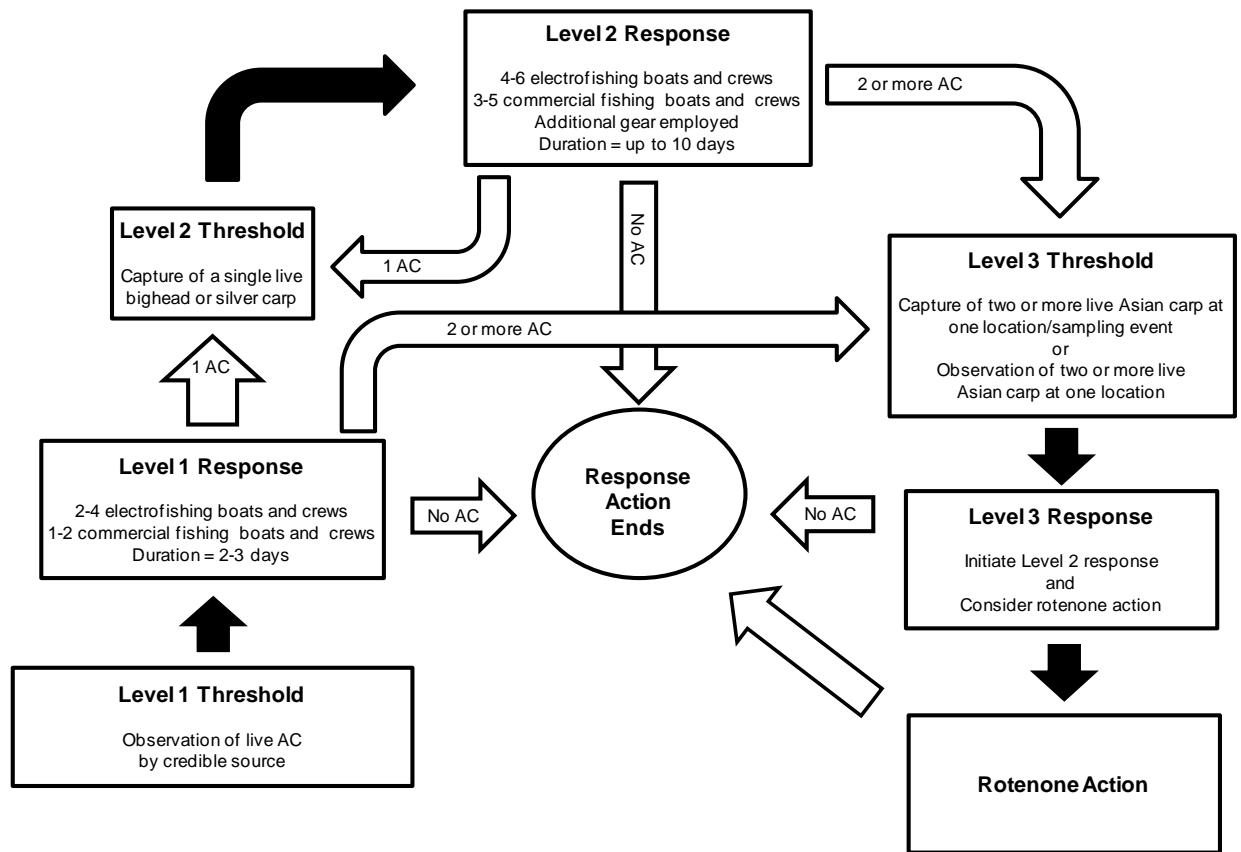 Level 2 Response
4-6 electrofishing boats and crews
3-5 commercial fishing boats and crews
Additional gear employed
Duration = up to 10 days
2 or more AC
Level 2 Threshold
Capture of a single live
bighead or silver carp
1 AC
No AC
Level 3 Threshold
Capture of two or more live Asian carp at
one location/sampling event
or
Observation of two or more live
Asian carp at one location
2 or more AC
1 AC
Level 1 Response
2-4 electrofishing boats and crews
1-2 commercial fishing boats and crews
Duration = 2-3 days
No AC
Response
Action
Ends
No AC
Level 3 Response
Initiate Level 2 response
and
Consider rotenone action
Level 1 Threshold
Observation of live AC
by credible source
Rotenone Action